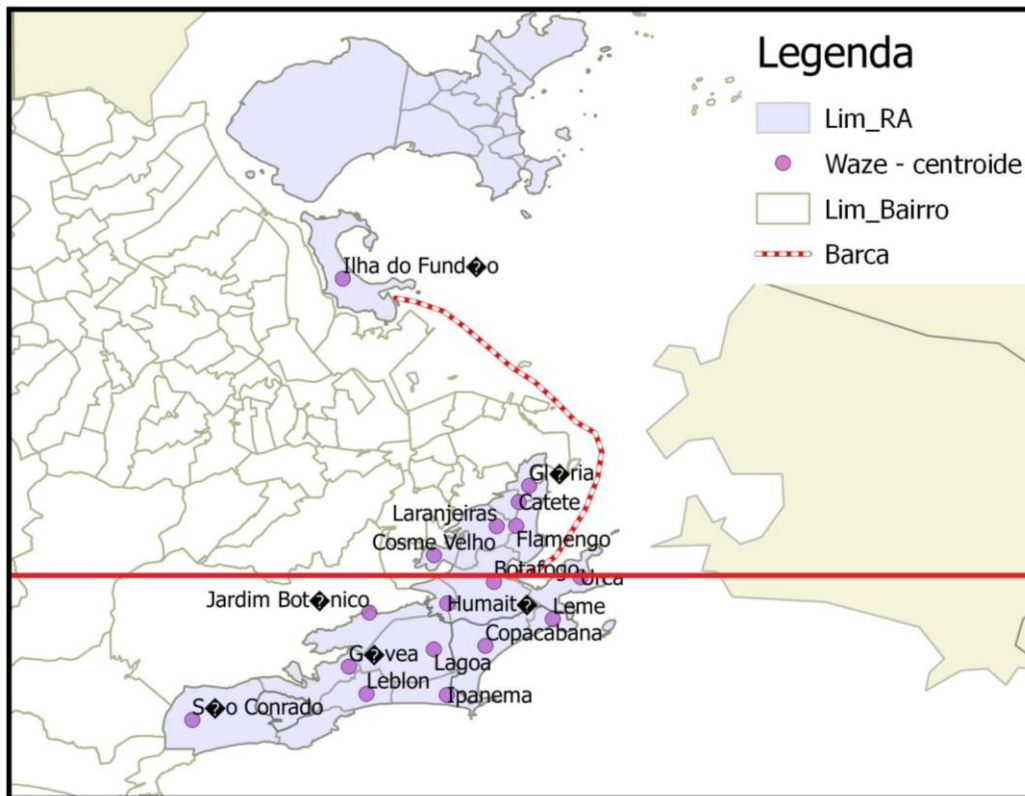 Legenda
Lim_RA
Waze - centroide
Lim_Bairro
Barca
Ilha do Fund�o
Gl�ria
Catete
Laranjeiras
Flamengo
Cosme Velho
Botafogo
Urca
Jardim Bot�nico
Humait�
Leme
Copacabana
G�vea
Lagoa
Leblon
Ipanema
S�o Conrado